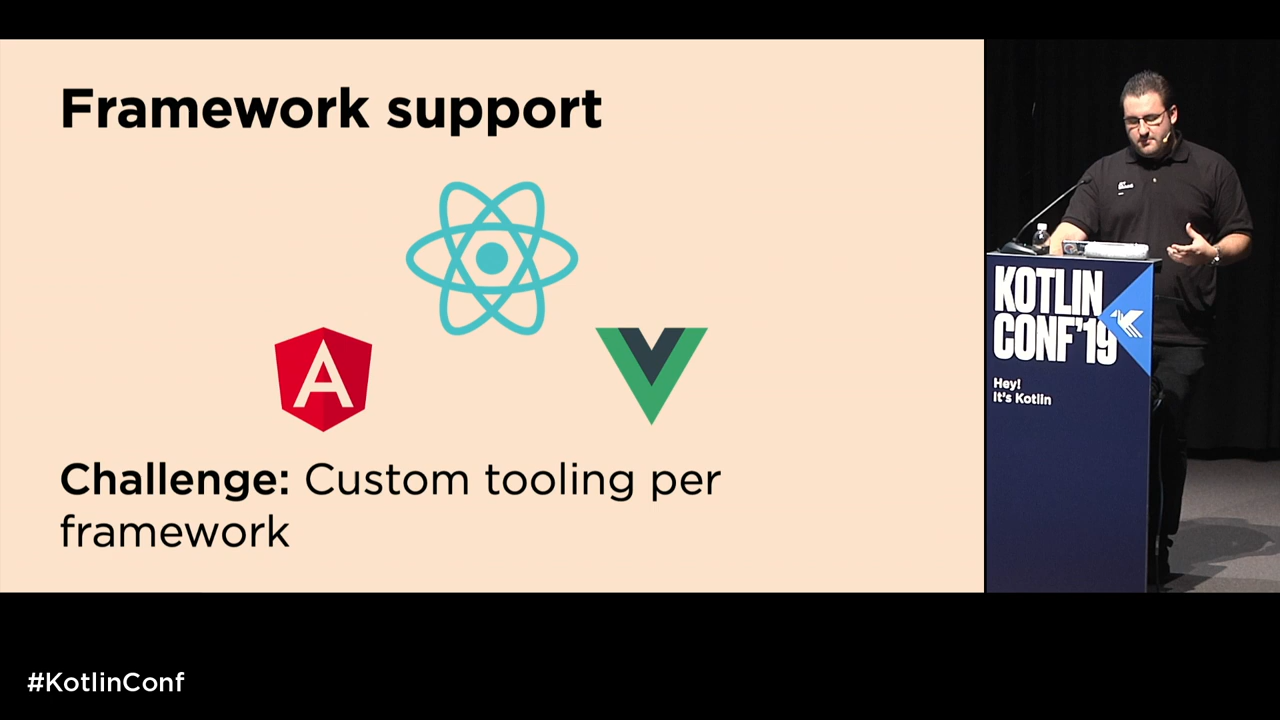 Framework support
Challenge: Custom tooling per
framework
KOTLIN
CONF'19
Hey!
It's Kotlin
#KotlinConf